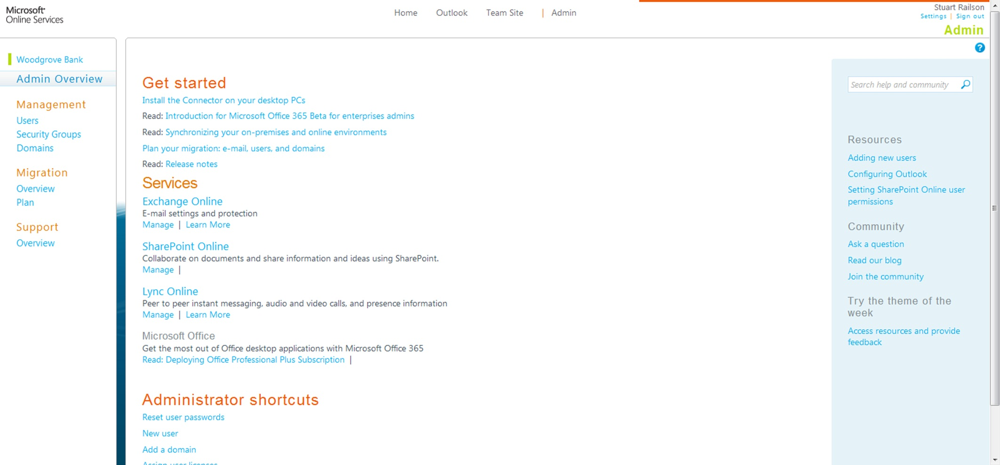 Microsoft®
Online Services
Home Outlook Team Site | Admin
Stuart Railson
Settings | Sign out
Admin
?
Woodgrove Bank
Admin Overview
Management
Users
Security Groups
Domains
Migration
Overview
Plan
Support
Overview
Get started
Install the Connector on your desktop PCs
Read: Introduction for Microsoft Office 365 Beta for enterprises admins
Read: Synchronizing your on-premises and online environments
Plan your migration: e-mail, users, and domains
Read: Release notes
Services
Exchange Online
E-mail settings and protection
Manage | Learn More
SharePoint Online
Collaborate on documents and share information and ideas using SharePoint.
Manage |
Lync Online
Peer to peer instant messaging, audio and video calls, and presence information
Manage | Learn More
Microsoft Office
Get the most out of Office desktop applications with Microsoft Office 365
Read: Deploying Office Professional Plus Subscription |
Administrator shortcuts
Reset user passwords
New user
Add a domain
Assign user licenses
Search help and community
Resources
Adding new users
Configuring Outlook
Setting SharePoint Online user
permissions
Community
Ask a question
Read our blog
Join the community
Try the theme of the
week
Access resources and provide
feedback